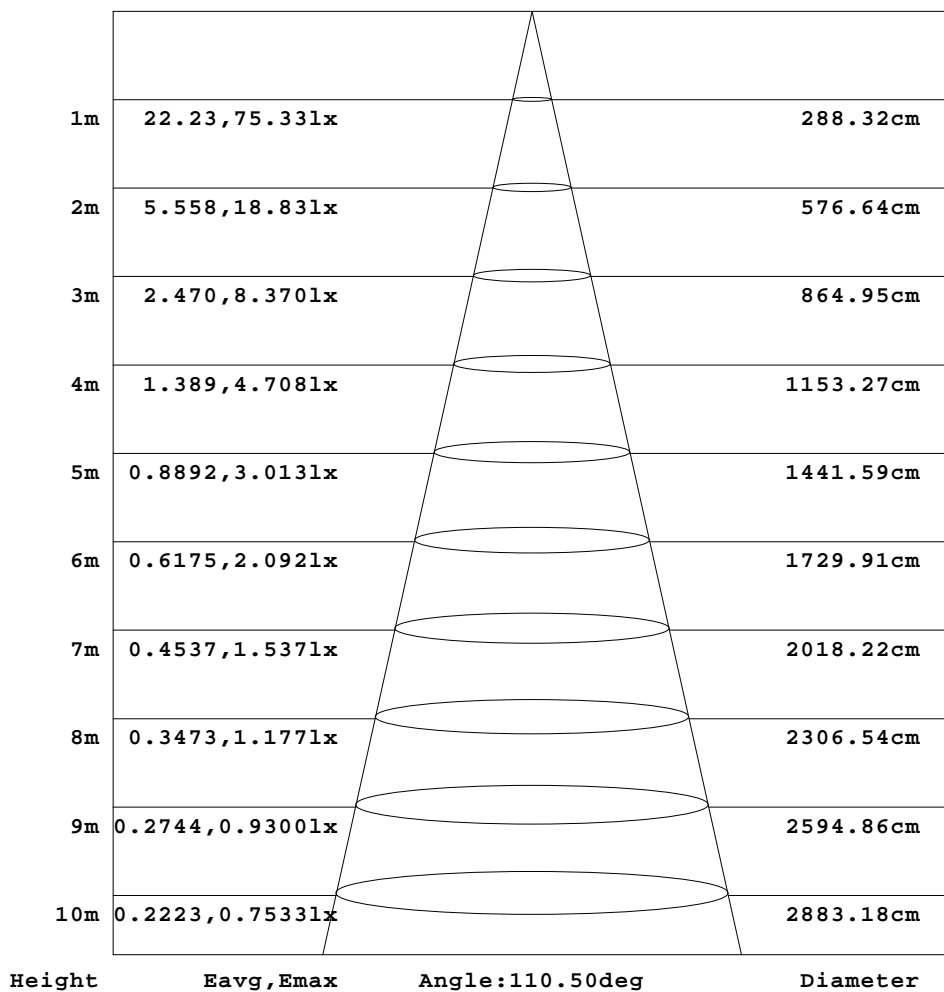 1m 22.23,75.33lx 288.32cm
2m 5.558,18.83lx 576.64cm
3m 2.470,8.370lx 864.95cm
4m 1.389,4.708lx 1153.27cm
5m 0.8892,3.013lx 1441.59cm
6m 0.6175,2.092lx 1729.91cm
7m 0.4537,1.537lx 2018.22cm
8m 0.3473,1.177lx 2306.54cm
9m 0.2744,0.9300lx 2594.86cm
10m 0.2223,0.7533lx 2883.18cm
Height Eavg,Emax Angle:110.50deg Diameter